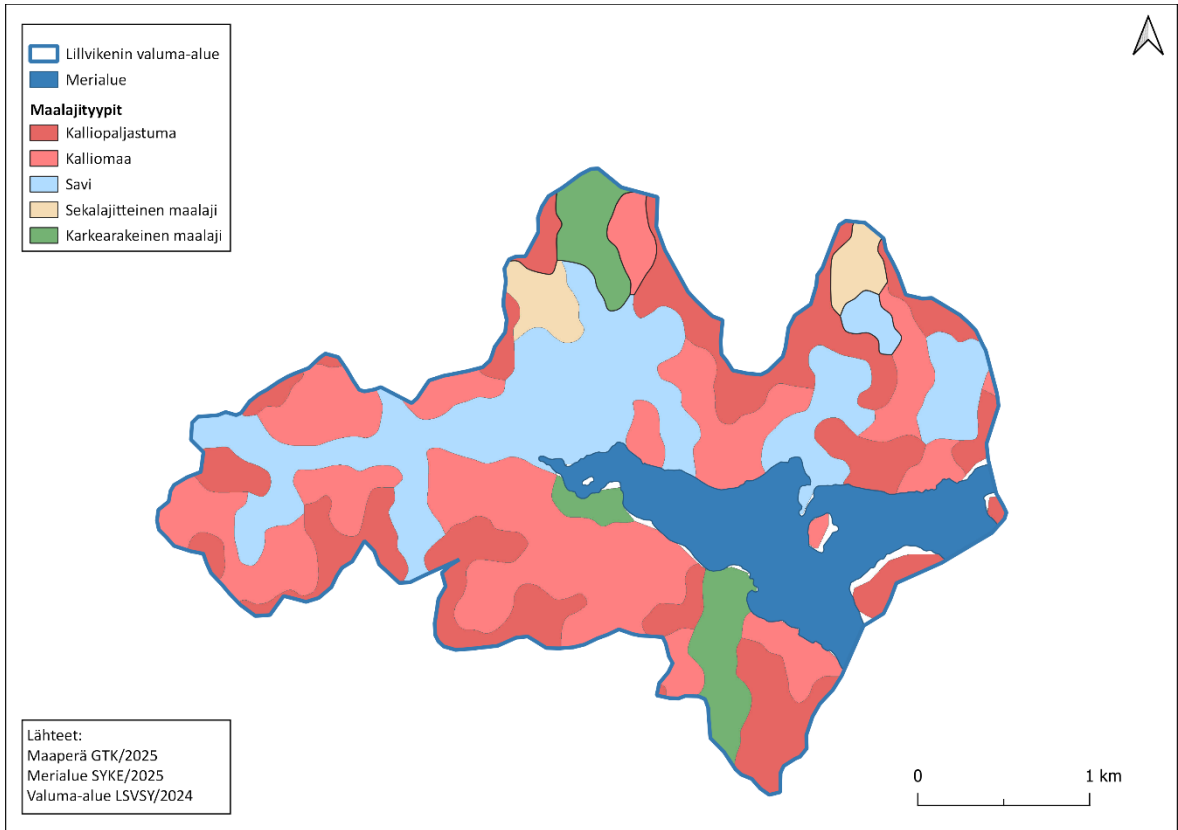 Lillvikenin valuma-alue
Merialue
Maalajityypit
Kalliopaljastuma
Kalliomaa
Savi
Sekalajitteinen maalaji
Karkearakeinen maalaji
Lähteet:
Maaperä GTK/2025
Merialue SYKE/2025
Valuma-alue LSVSY/2024
0 1 km